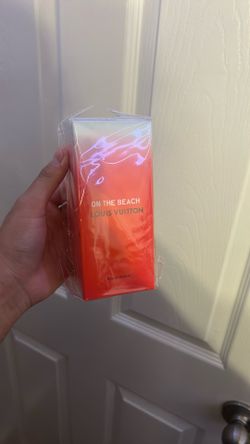 ON THE BEACH
LOUIS VUITTON